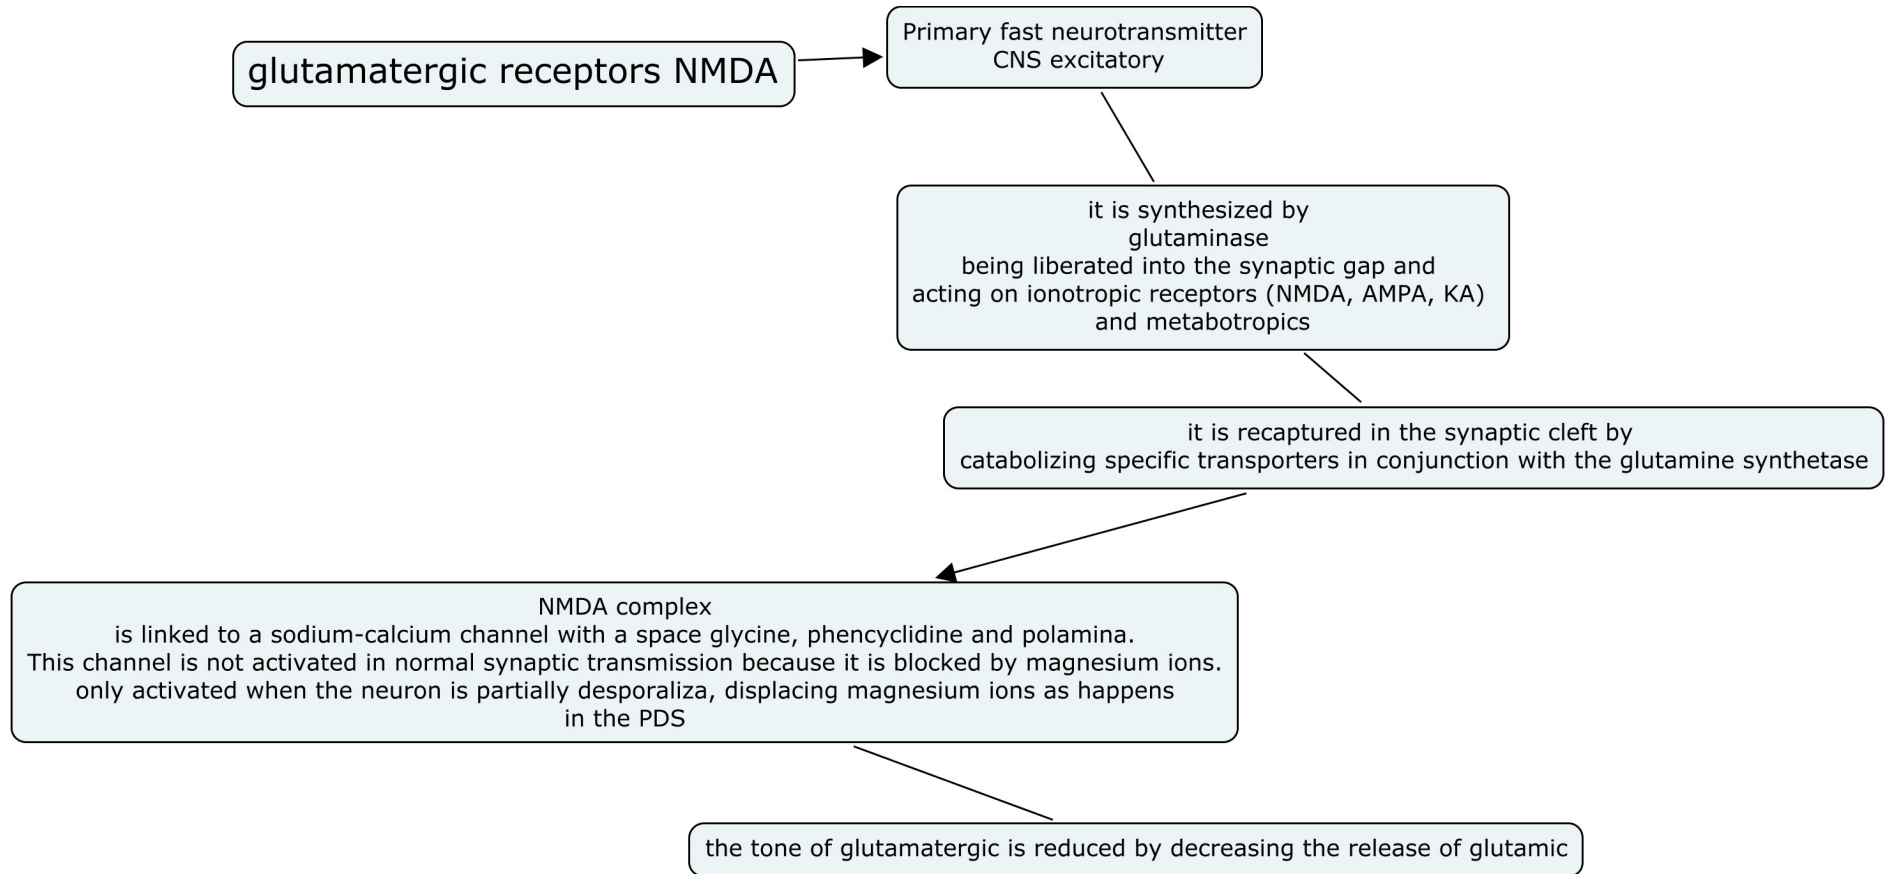 glutamatergic receptors NMDA
Primary fast neurotransmitter
CNS excitatory
it is synthesized by
glutaminase
being liberated into the synaptic gap and
acting on ionotropic receptors (NMDA, AMPA, KA)
and metabotropics
it is recaptured in the synaptic cleft by
catabolizing specific transporters in conjunction with the glutamine synthetase
NMDA complex
is linked to a sodium-calcium channel with a space glycine, phencyclidine and polamina.
This channel is not activated in normal synaptic transmission because it is blocked by magnesium ions.
only activated when the neuron is partially desporaliza, displacing magnesium ions as happens
in the PDS
the tone of glutamatergic is reduced by decreasing the release of glutamic